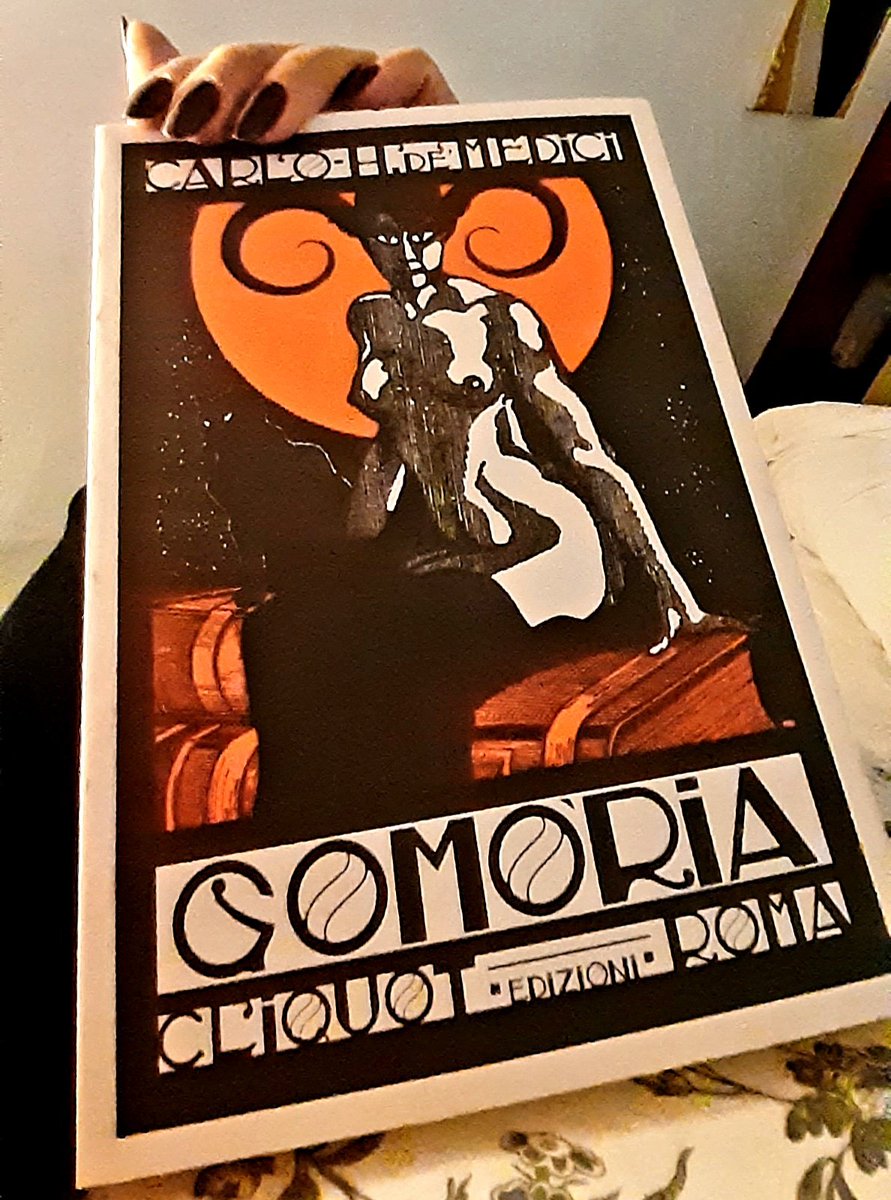 CARLO H. DE' MEDICI
GOMÒRIA
CLIQUOT EDIZIONI ROMA